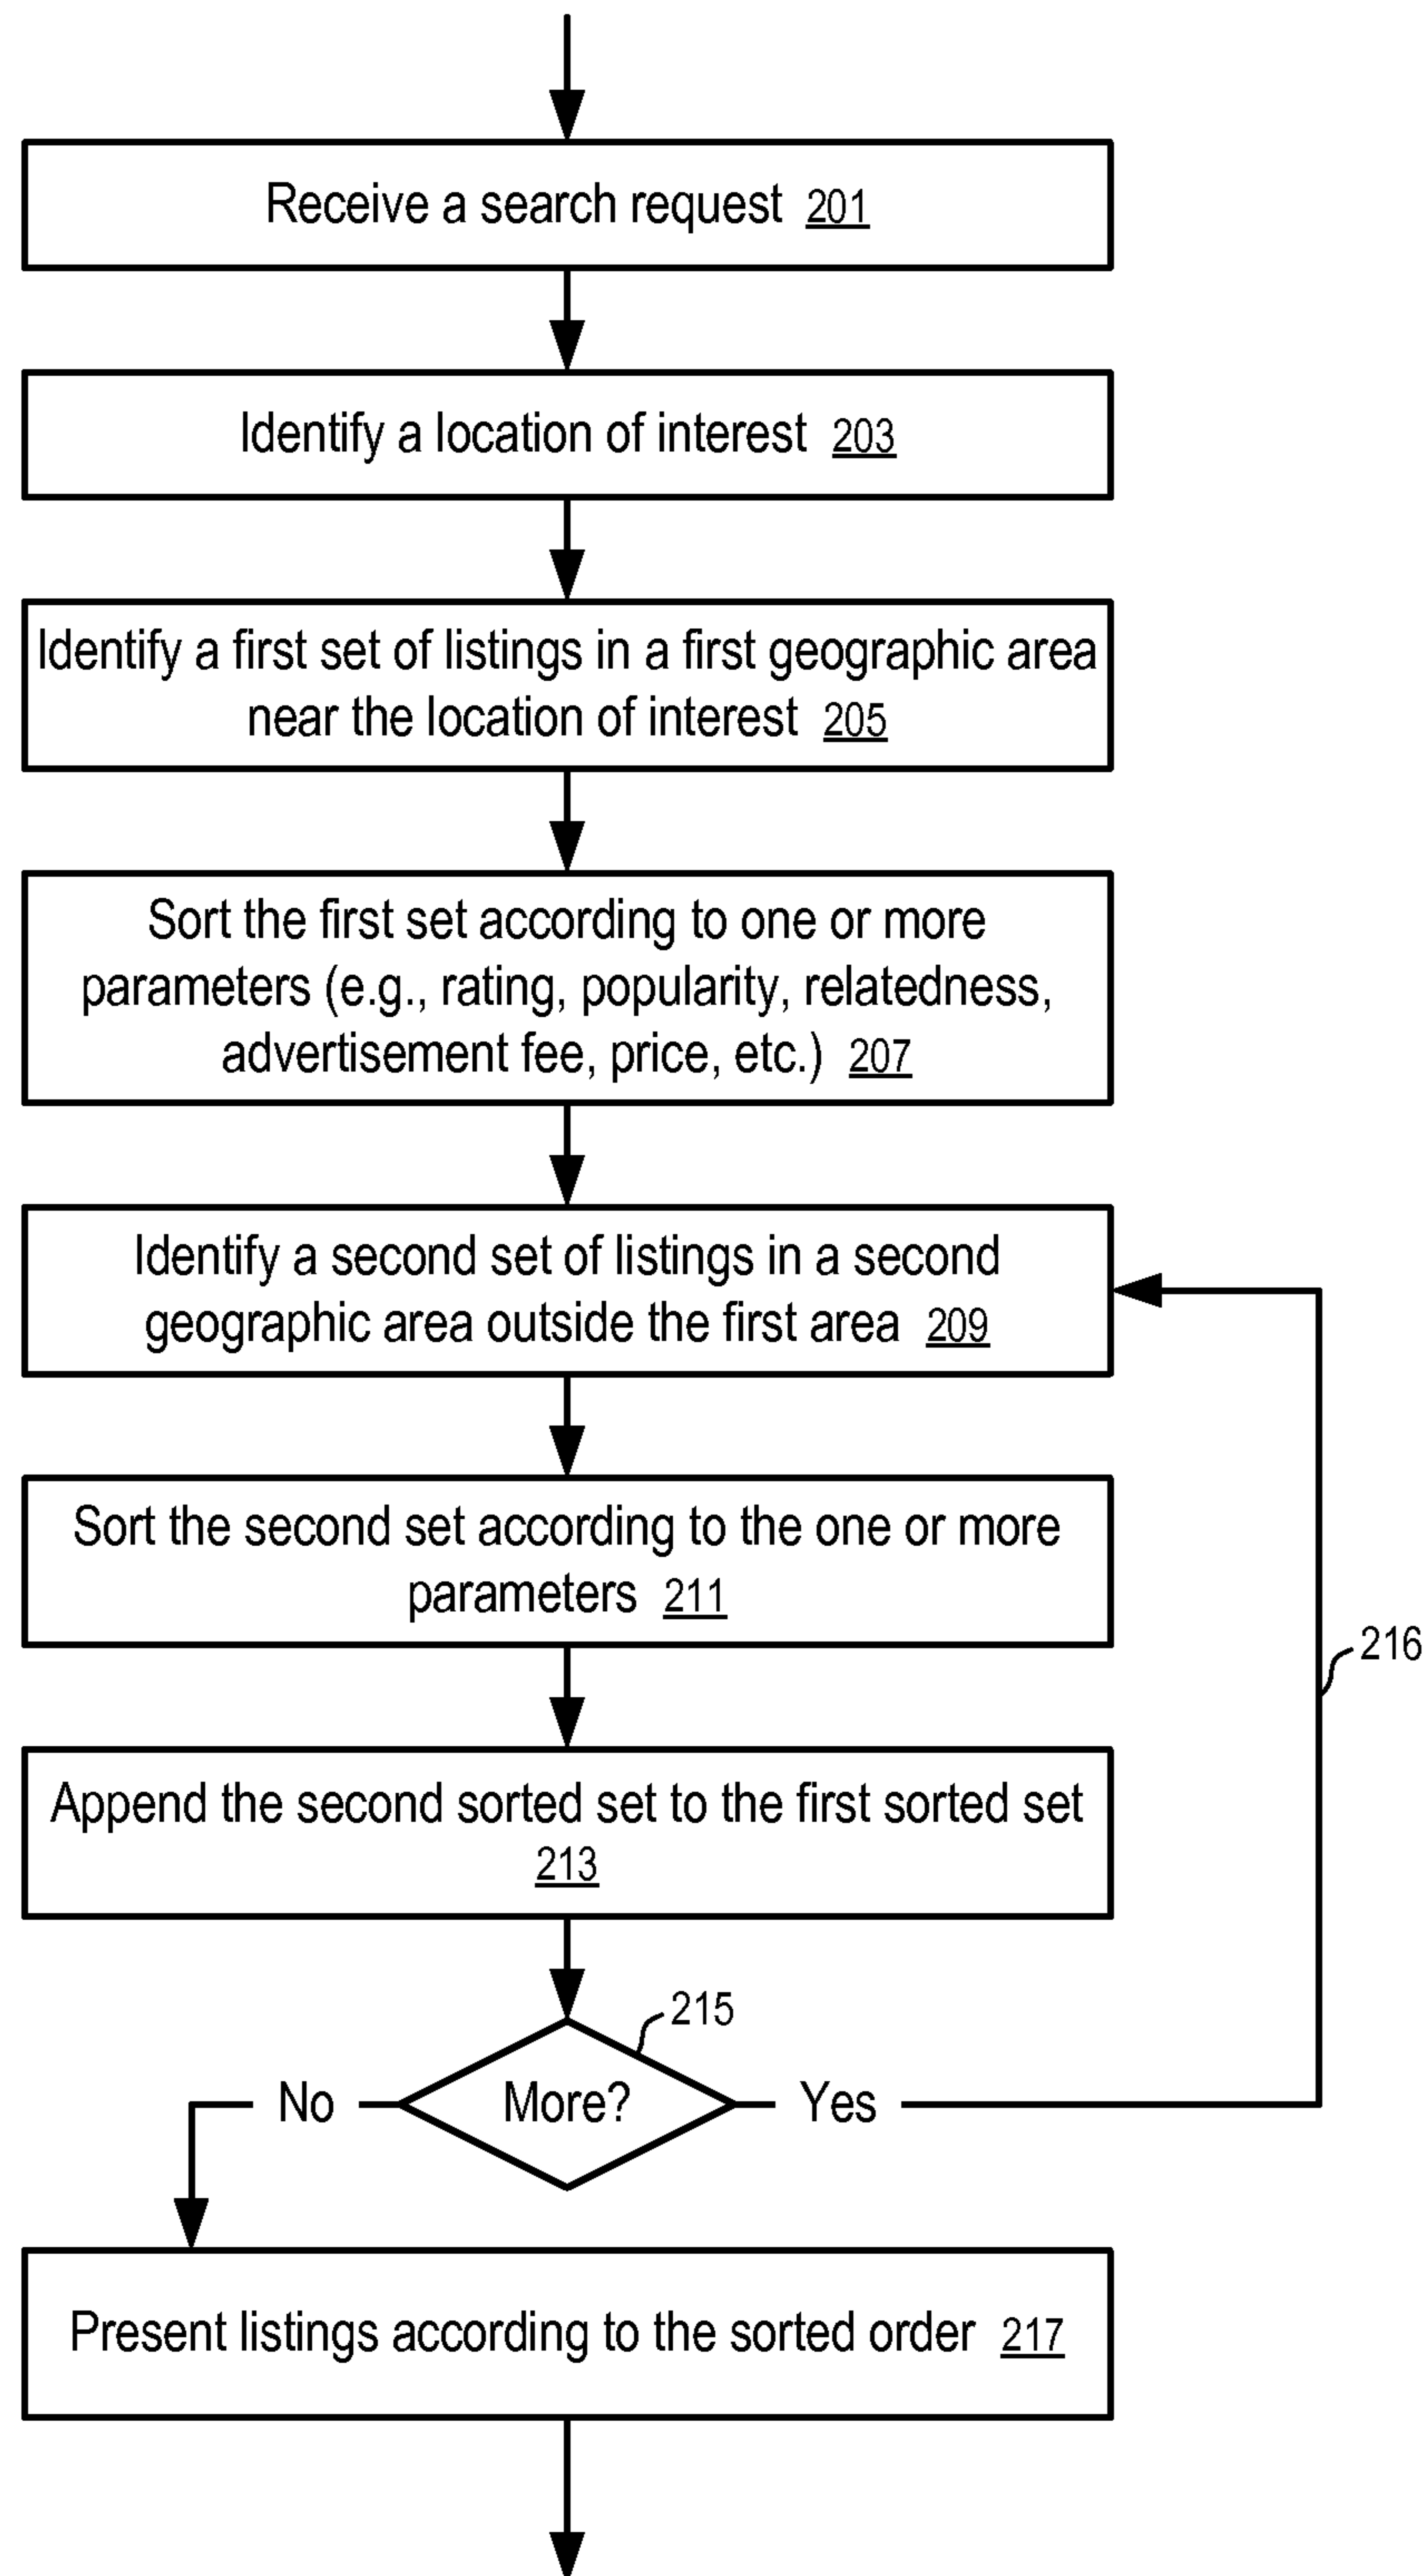 Receive a search request 201
Identify a location of interest 203
Identify a first set of listings in a first geographic area
near the location of interest 205
Sort the first set according to one or more
parameters (e.g., rating, popularity, relatedness,
advertisement fee, price, etc.) 207
Identify a second set of listings in a second
geographic area outside the first area 209
Sort the second set according to the one or more
parameters 211
216
Append the second sorted set to the first sorted set
213
215
No
More?
Yes
Present listings according to the sorted order 217